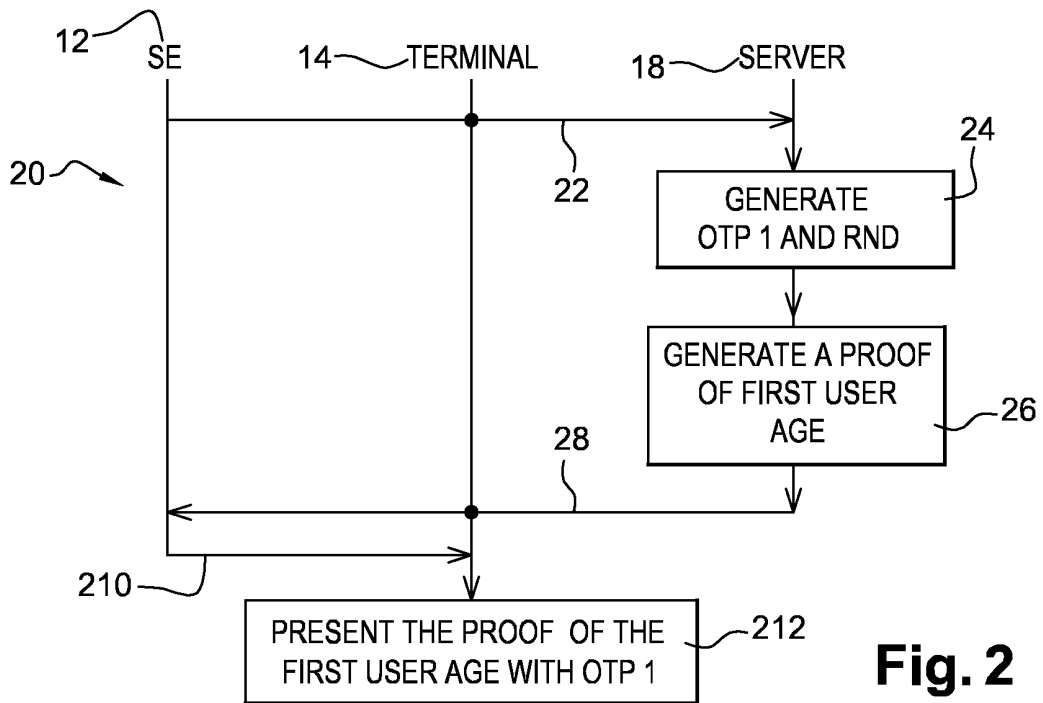 12
SE
14
TERMINAL
18
SERVER
20
22
24
GENERATE
OTP 1 AND RND
GENERATE A PROOF
OF FIRST USER
AGE
26
28
210
PRESENT THE PROOF OF THE
FIRST USER AGE WITH OTP 1
212
Fig. 2